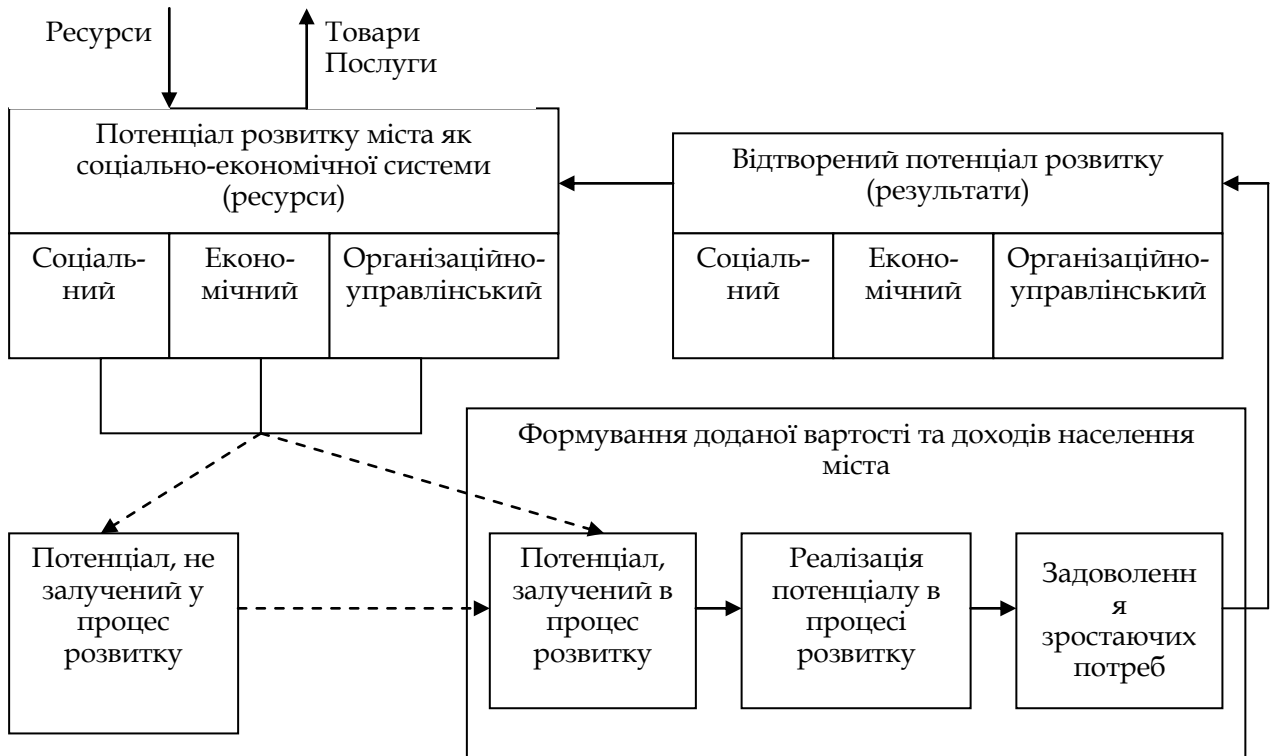 Ресурси
Товари
Послуги
Потенціал розвитку міста як
соціально-економічної системи
(ресурси)
Соціаль-
ний
Еконо-
мічний
Організаційно-
управлінський
Відтворений потенціал розвитку
(результати)
Соціаль-
ний
Еконо-
мічний
Організаційно-
управлінський
Формування доданої вартості та доходів населення
міста
Потенціал, не
залучений у
процес
розвитку
Потенціал,
залучений в
процес
розвитку
Реалізація
потенціалу в
процесі
розвитку
Задоволенн
я
зростаючих
потреб